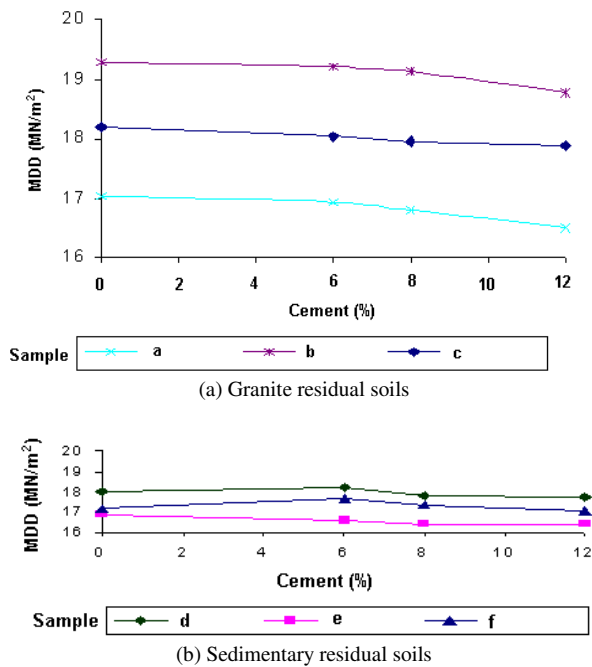 20
19
18
17
16
MDD (MN/m²)
0 2 4 6 8 10 12
Cement (%)
Sample a b c
(a) Granite residual soils
20
19
18
17
16
MDD (MN/m²)
0 2 4 6 8 10 12
Cement (%)
Sample d e f
(b) Sedimentary residual soils